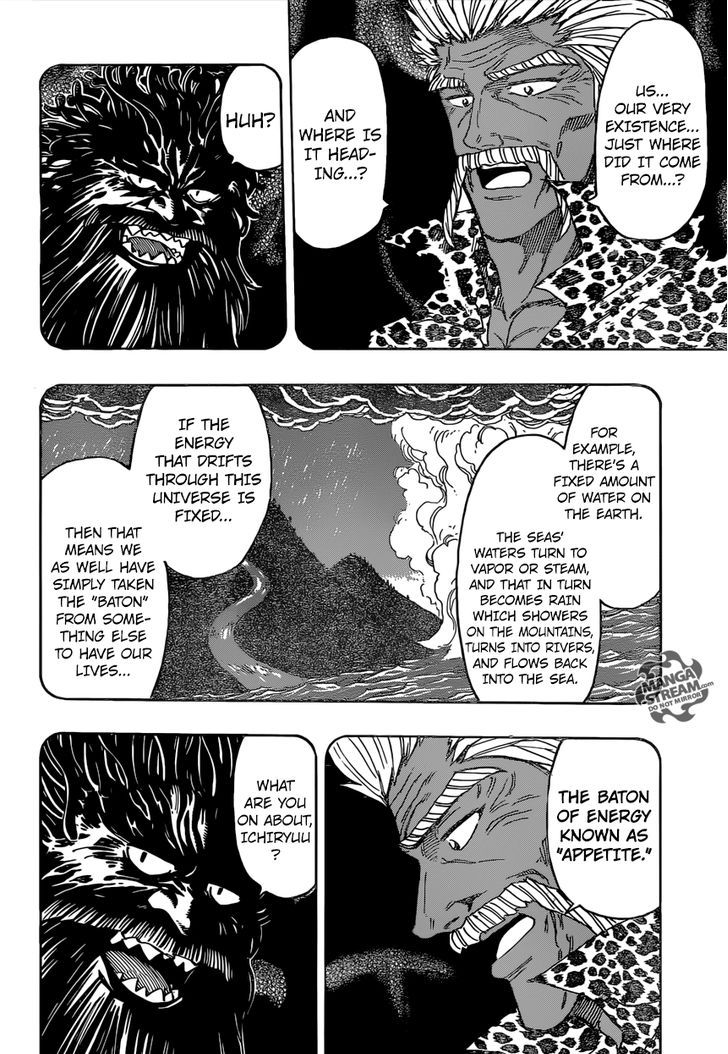 US...
OUR VERY
EXISTENCE...
JUST WHERE
DID IT COME
FROM...?
AND
WHERE IS
IT HEAD-
ING...?
HUH?
FOR
EXAMPLE,
THERE'S A
FIXED AMOUNT
OF WATER ON
THE EARTH.
THE SEAS'
WATERS TURN TO
VAPOR OR STEAM,
AND THAT IN TURN
BECOMES RAIN
WHICH SHOWERS
ON THE MOUNTAINS,
TURNS INTO RIVERS,
AND FLOWS BACK
INTO THE SEA.
IF THE
ENERGY
THAT DRIFTS
THROUGH THIS
UNIVERSE IS
FIXED...
THEN THAT
MEANS WE
AS WELL HAVE
SIMPLY TAKEN
THE "BATON"
FROM SOME-
THING ELSE
TO HAVE OUR
LIVES...
MANGA
STREAM.com
DO NOT MIRROR
THE BATON
OF ENERGY
KNOWN AS
"APPETITE."
WHAT
ARE YOU
ON ABOUT,
ICHIRYUU
?